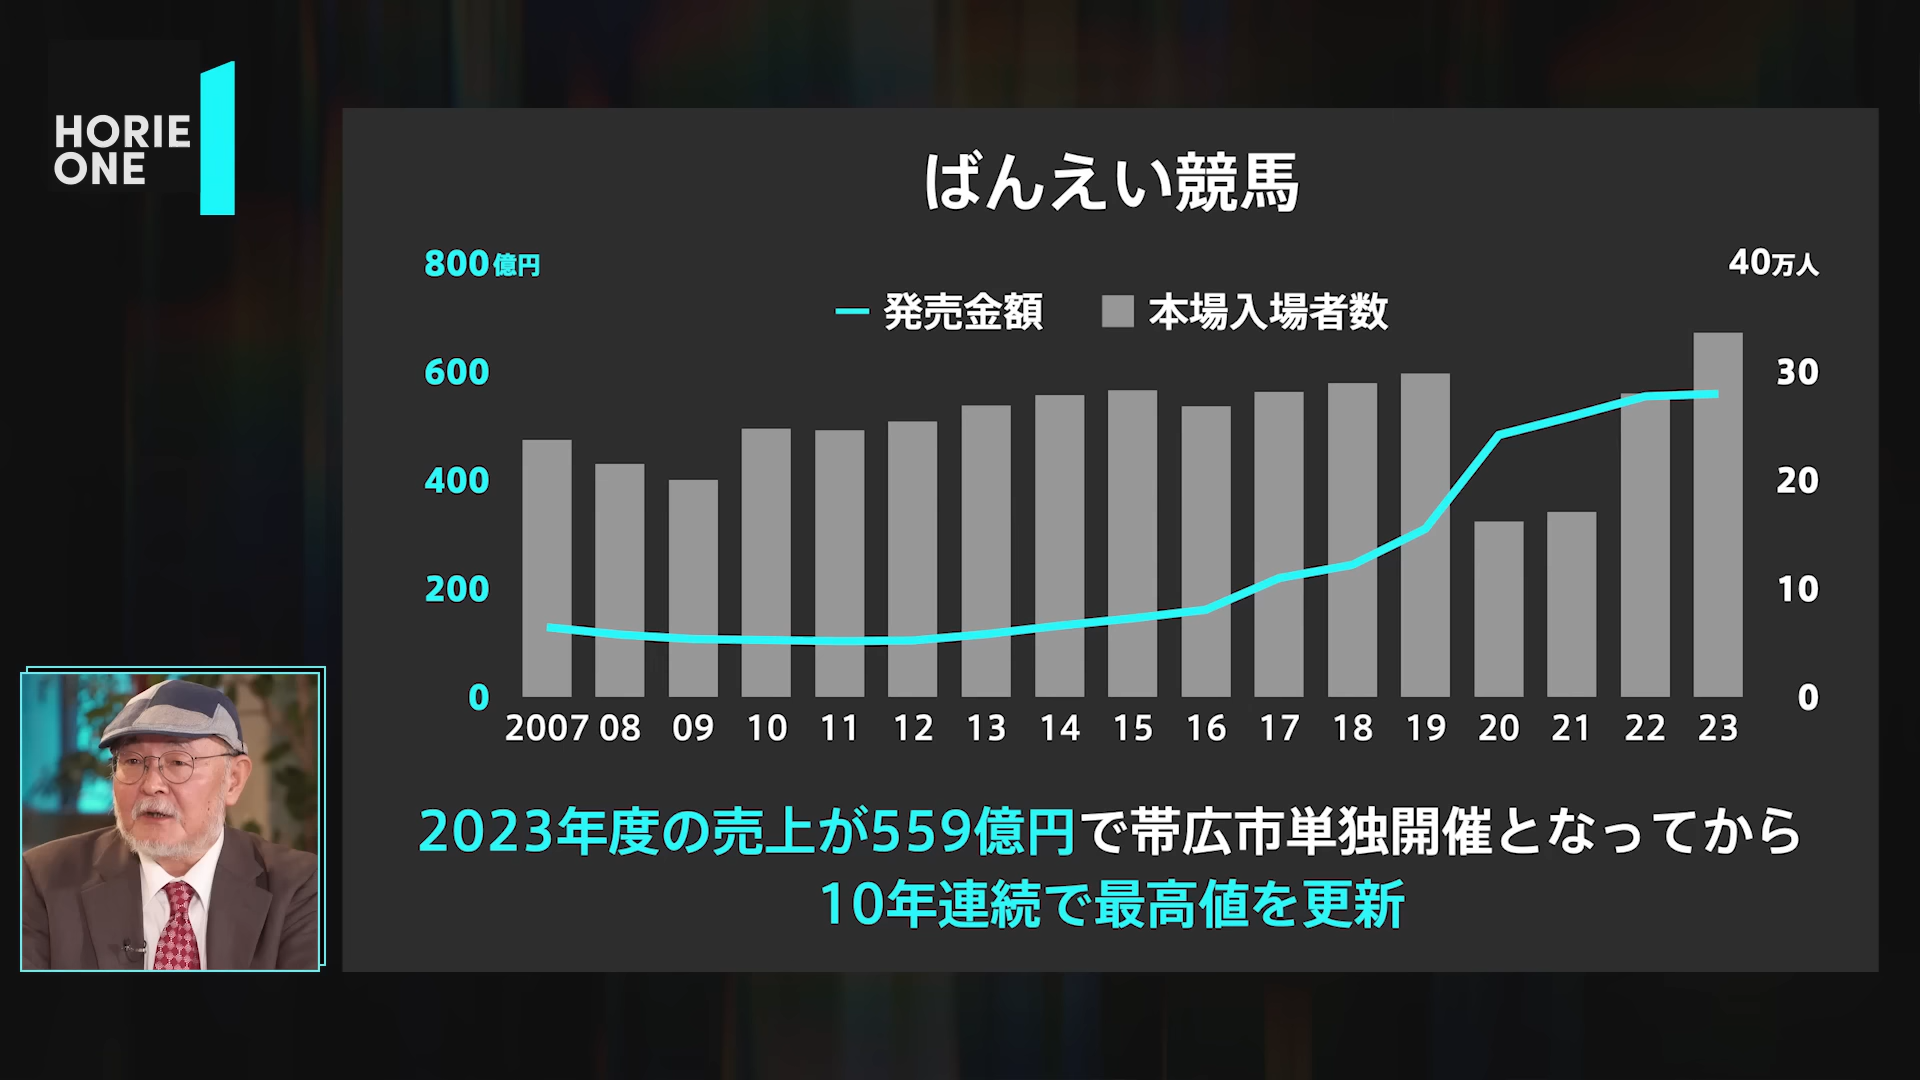 HORIE
ONE
ばんえい競馬
800億円
40万人
発売金額 本場入場者数
600 30
400 20
200 10
0 0
2007 08 09 10 11 12 13 14 15 16 17 18 19 20 21 22 23
2023年度の売上が559億円で帯広市単独開催となってから
10年連続で最高値を更新